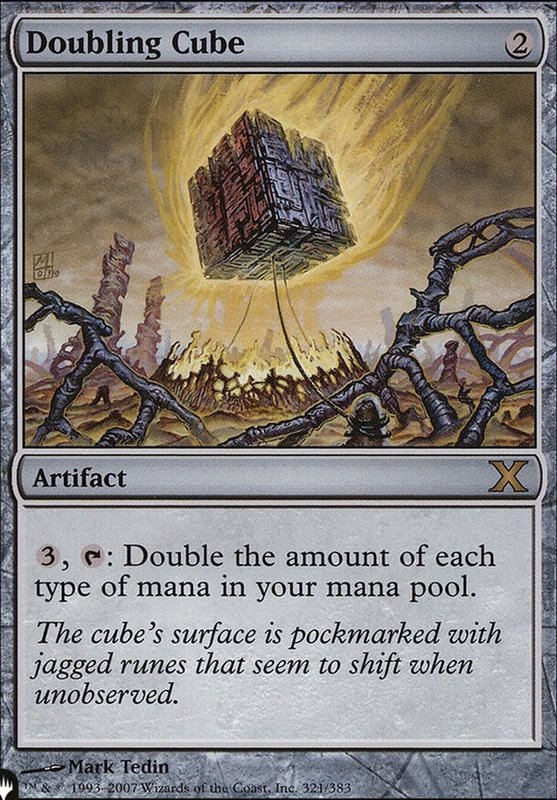 Doubling Cube 2
Artifact X
3, : Double the amount of each
type of mana in your mana pool.
The cube's surface is pockmarked with
jagged runes that seem to shift when
unobserved.
Mark Tedin
™ & © 1993–2007 Wizards of the Coast, Inc. 321/383